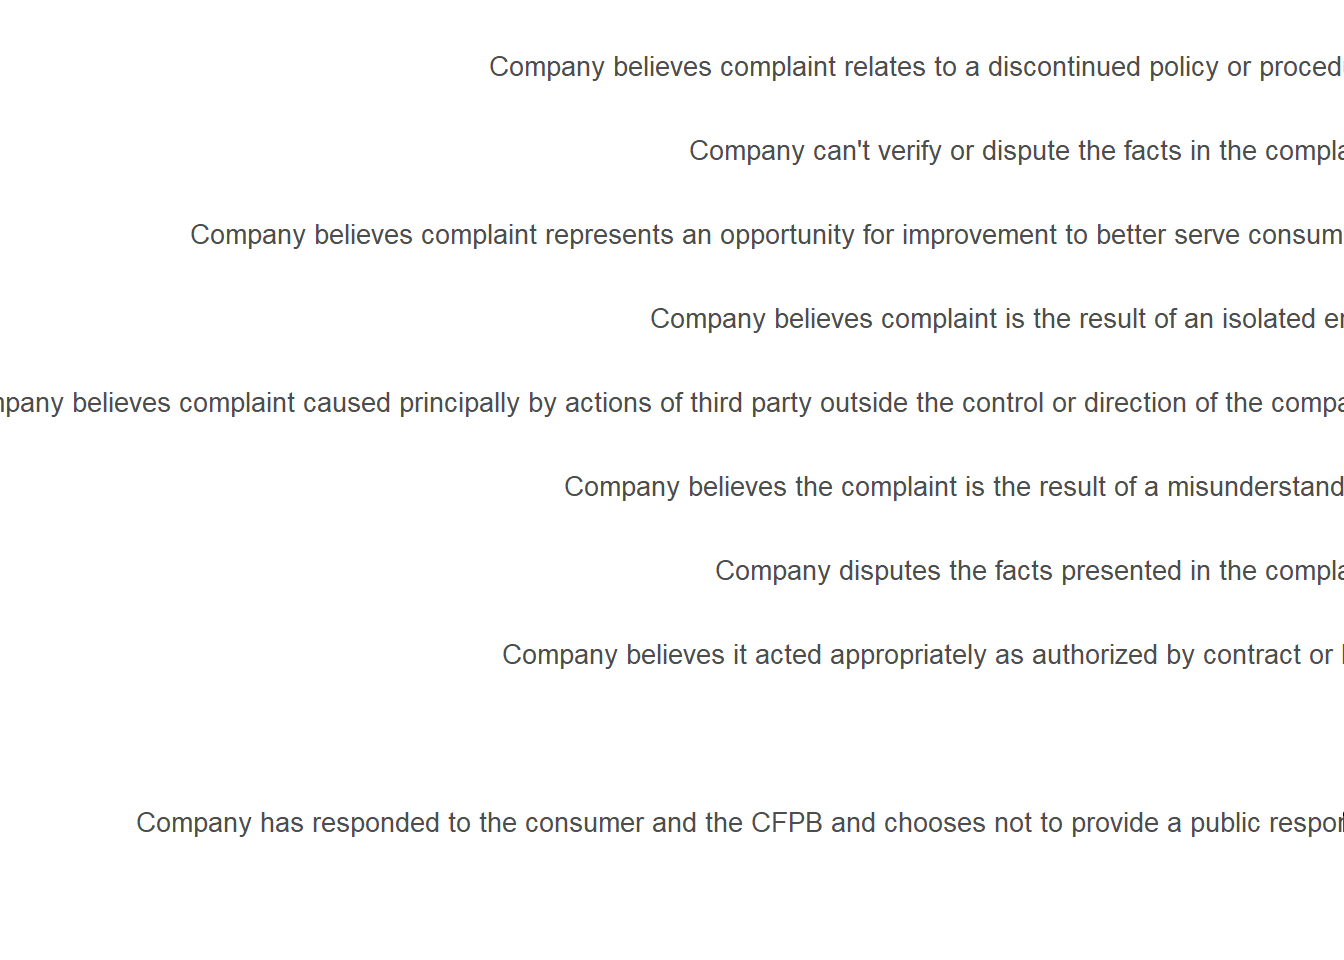 Company believes complaint relates to a discontinued policy or proced
Company can't verify or dispute the facts in the compla
Company believes complaint represents an opportunity for improvement to better serve consum
Company believes complaint is the result of an isolated er
mpany believes complaint caused principally by actions of third party outside the control or direction of the compa
Company believes the complaint is the result of a misunderstand
Company disputes the facts presented in the compla
Company believes it acted appropriately as authorized by contract or l
Company has responded to the consumer and the CFPB and chooses not to provide a public respon